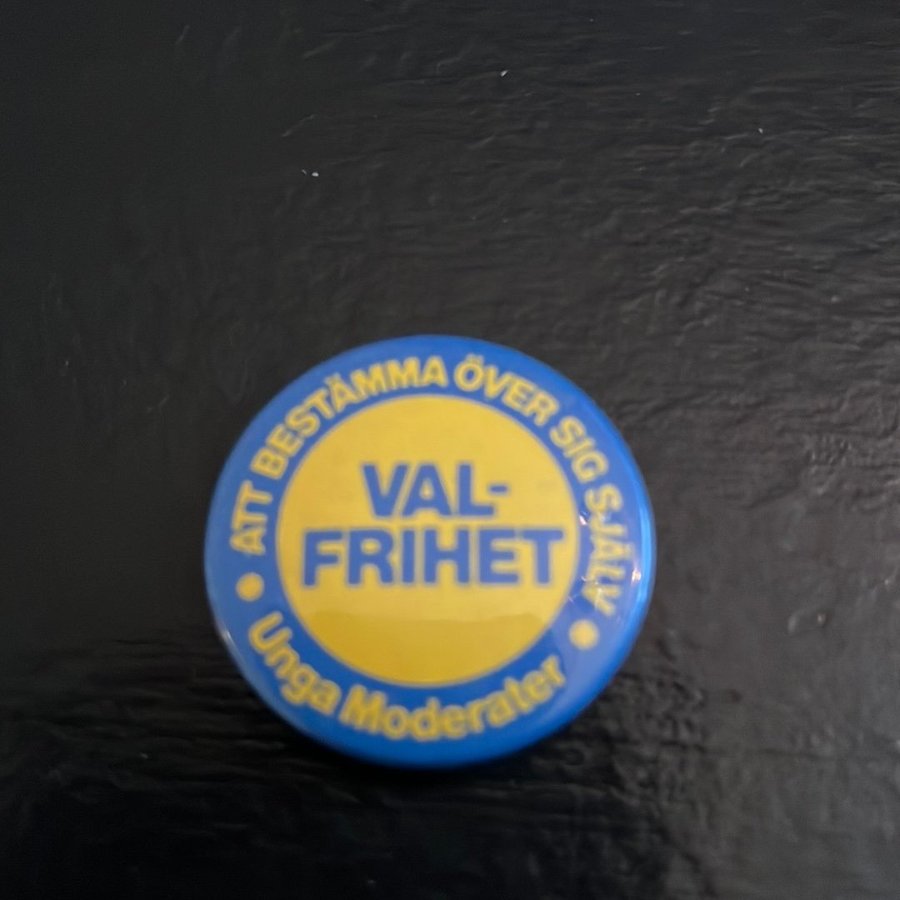 ATT BESTÄMMA ÖVER SIG SJÄLV
VAL-
FRIHET
Unga Moderater